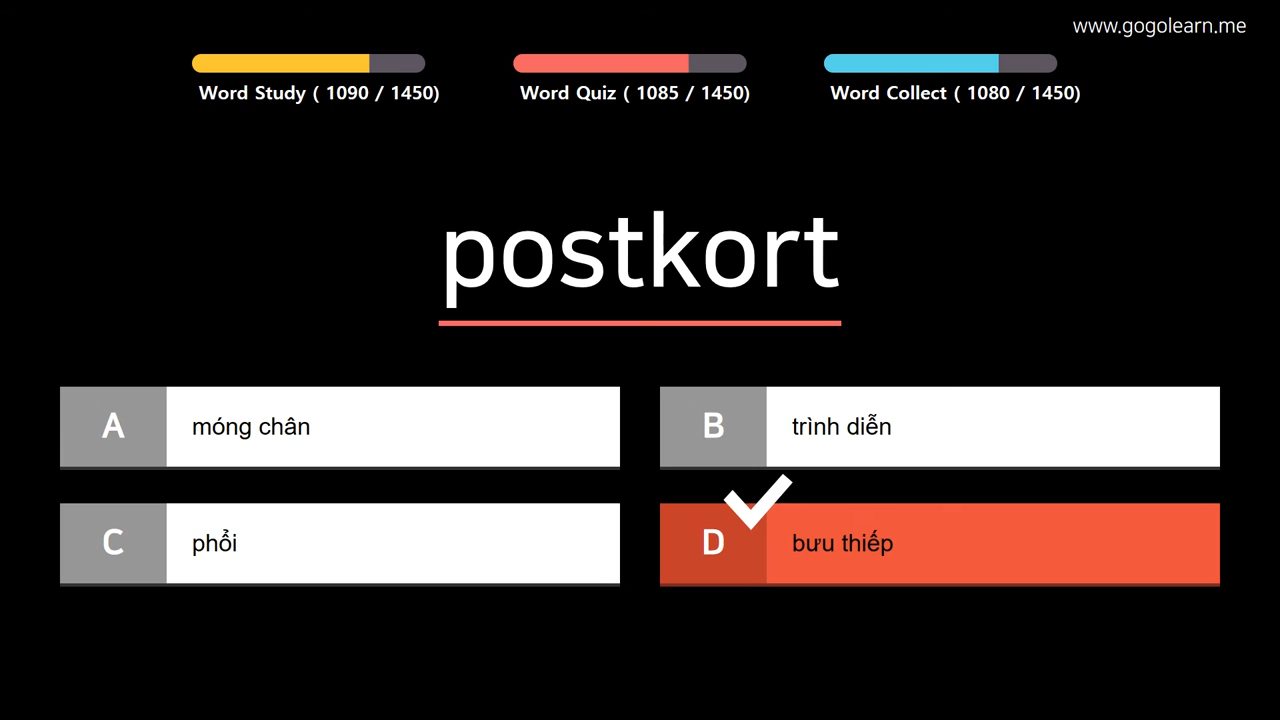 www.gogolearn.me
Word Study ( 1090 / 1450)
Word Quiz ( 1085 / 1450)
Word Collect ( 1080 / 1450)
postkort
A móng chân
B trình diễn
C phổi
D bưu thiếp